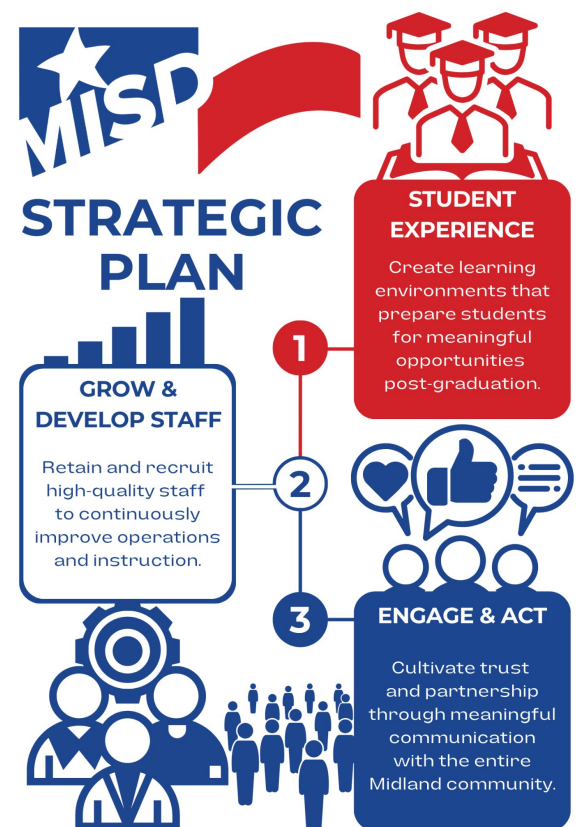 MISD
STRATEGIC
PLAN
1
STUDENT
EXPERIENCE
Create learning
environments that
prepare students
for meaningful
opportunities
post-graduation.
2
GROW &
DEVELOP STAFF
Retain and recruit
high-quality staff
to continuously
improve operations
and instruction.
3
ENGAGE & ACT
Cultivate trust
and partnership
through meaningful
communication
with the entire
Midland community.